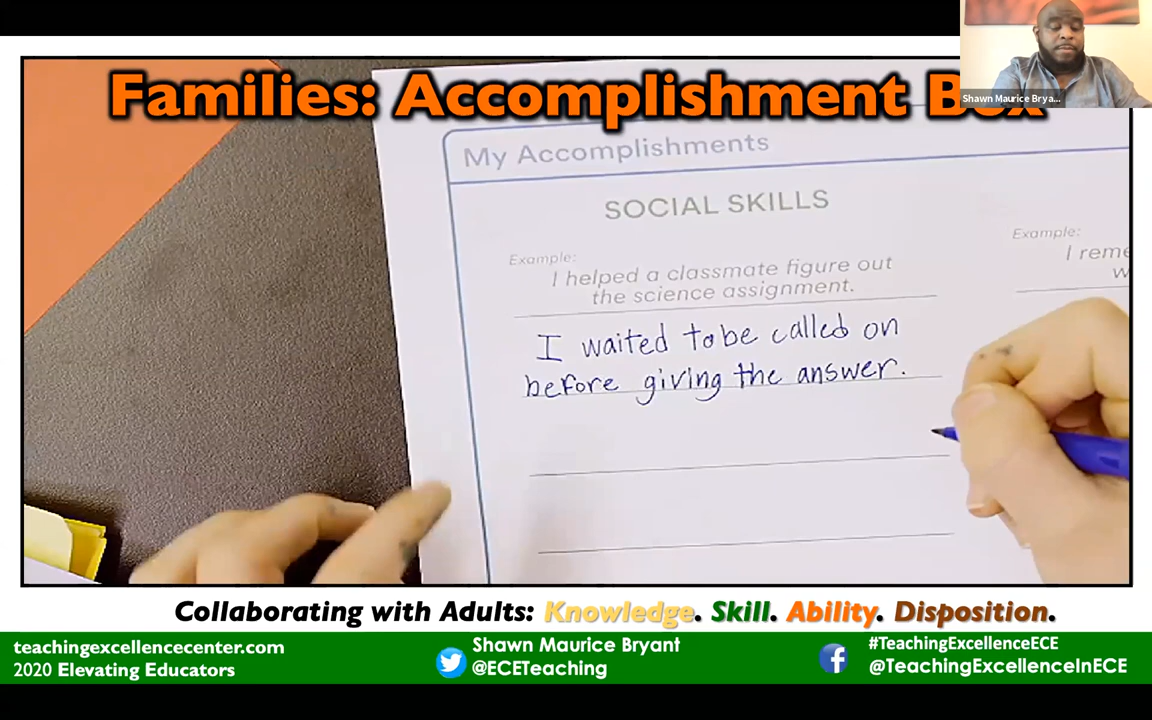 Families: Accomplishment Box
Shawn Maurice Brya...
My Accomplishments
SOCIAL SKILLS
Example:
I helped a classmate figure out
the science assignment.
I waited to be called on
before giving the answer.
Example:
I reme
w
Collaborating with Adults: Knowledge. Skill. Ability. Disposition.
teachingexcellencecenter.com
2020 Elevating Educators
Shawn Maurice Bryant
@ECETeaching
#TeachingExcellenceECE
@TeachingExcellenceInECE